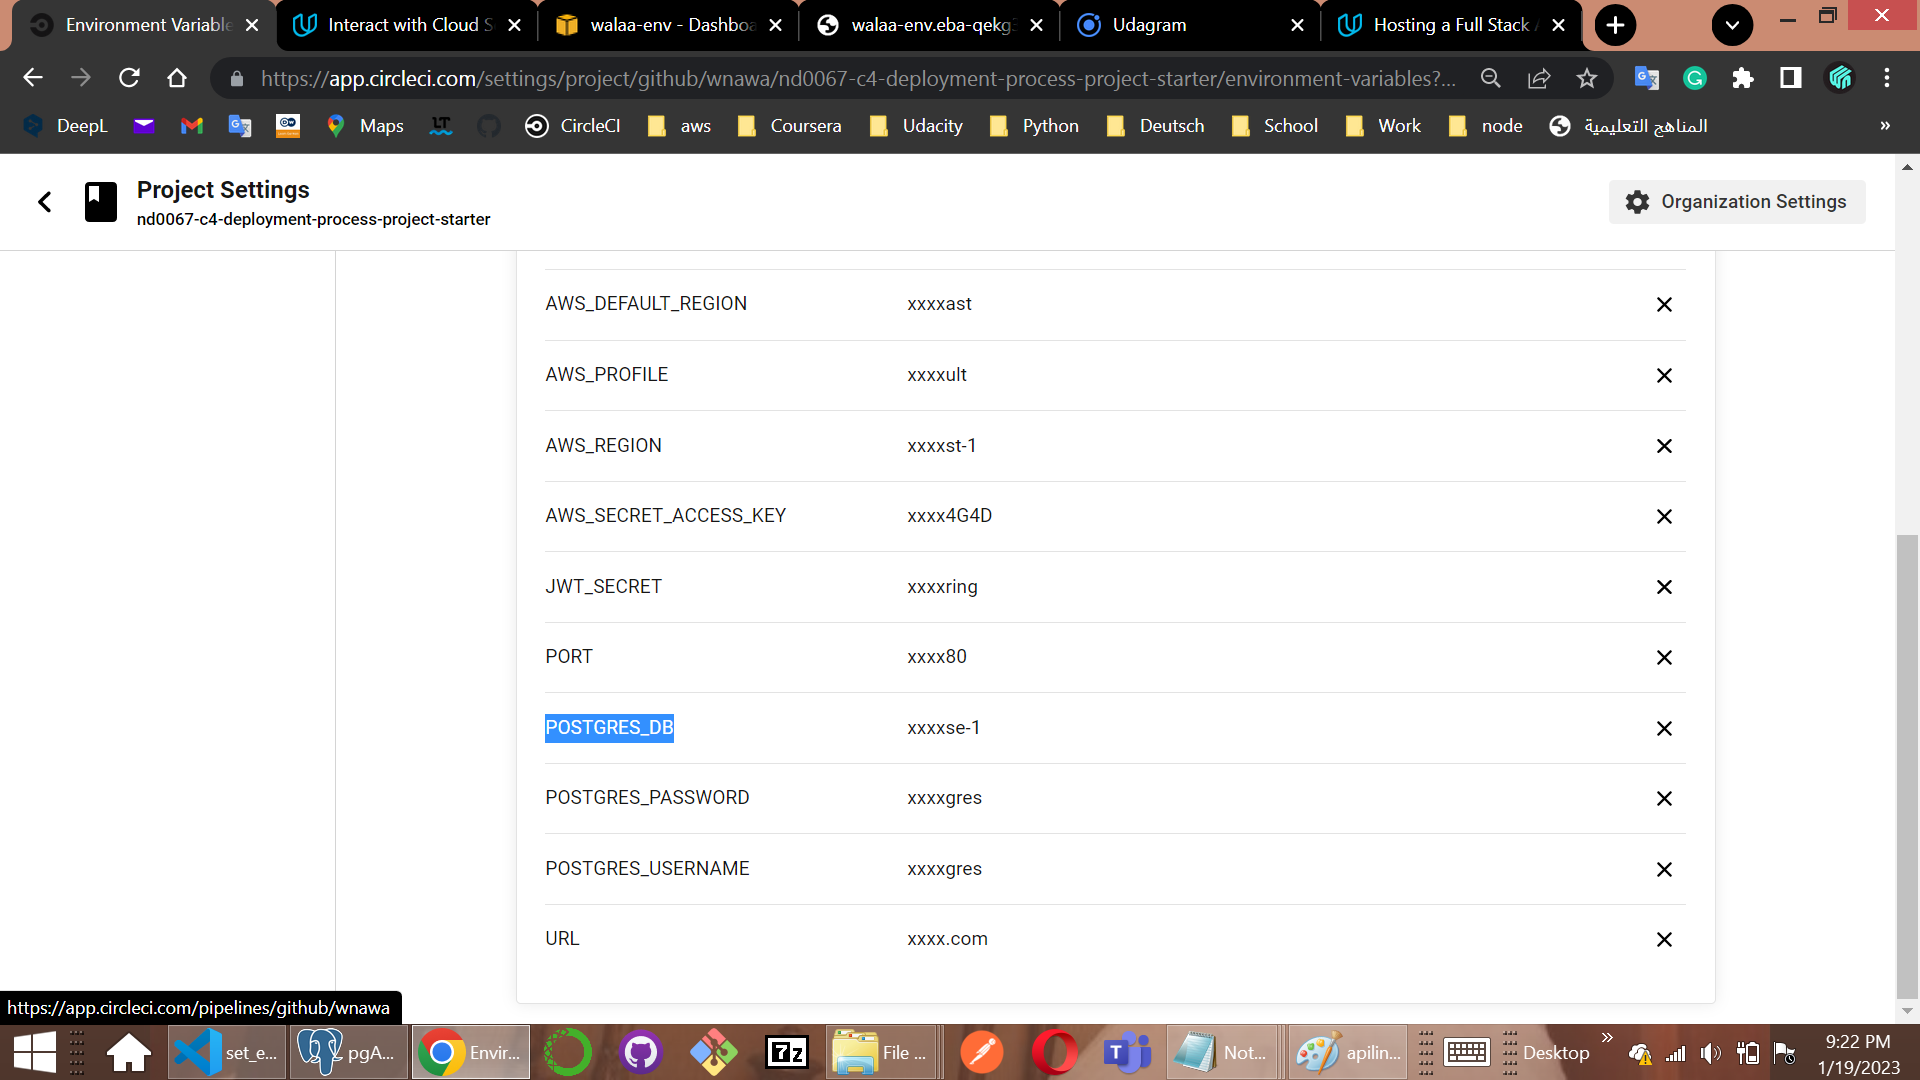 Environment Variable
Interact with Cloud S
walaa-env - Dashboa
walaa-env.eba-qekg
Udagram
Hosting a Full Stack A
https://app.circleci.com/settings/project/github/wnawa/nd0067-c4-deployment-process-project-starter/environment-variables?...
DeepL
Maps
CircleCI
aws
Coursera
Udacity
Python
Deutsch
School
Work
node
المناهج التعليمية
»
Project Settings
nd0067-c4-deployment-process-project-starter
Organization Settings
AWS_DEFAULT_REGION xxxxast
AWS_PROFILE xxxxult
AWS_REGION xxxxst-1
AWS_SECRET_ACCESS_KEY xxxx4G4D
JWT_SECRET xxxxring
PORT xxxx80
POSTGRES_DB xxxxse-1
POSTGRES_PASSWORD xxxxgres
POSTGRES_USERNAME xxxxgres
URL xxxx.com
https://app.circleci.com/pipelines/github/wnawa
set_e...
pgA...
Envir...
7z
File ...
Not...
apilin...
Desktop
»
9:22 PM
1/19/2023